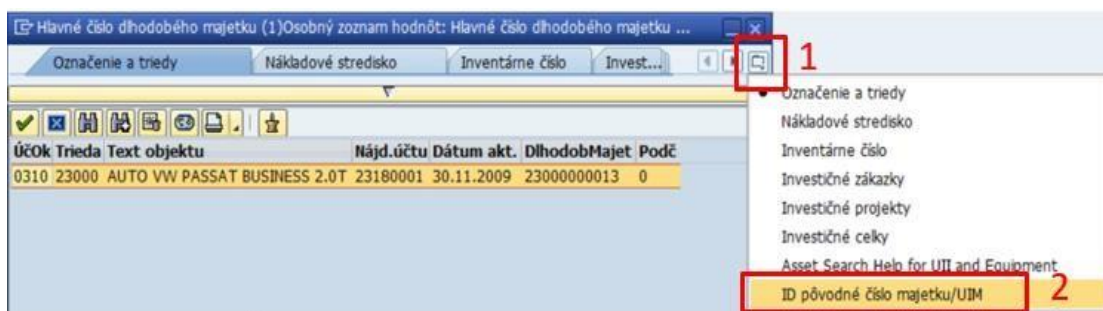 Hlavné číslo dlhodobého majetku (1)Osobný zoznam hodnôt: Hlavné číslo dlhodobého majetku ...
Označenie a triedy Nákladové stredisko Inventárne číslo Invest...
1
ÚčOk Trieda Text objektu Nájd.účtu Dátum akt. DlhodobMajet Podč
0310 23000 AUTO VW PASSAT BUSINESS 2.0T 23180001 30.11.2009 23000000013 0
Označenie a triedy
Nákladové stredisko
Inventárne číslo
Investičné zákazky
Investičné projekty
Investičné celky
Asset Search Help for UII and Equipment
ID pôvodné číslo majetku/UIM 2